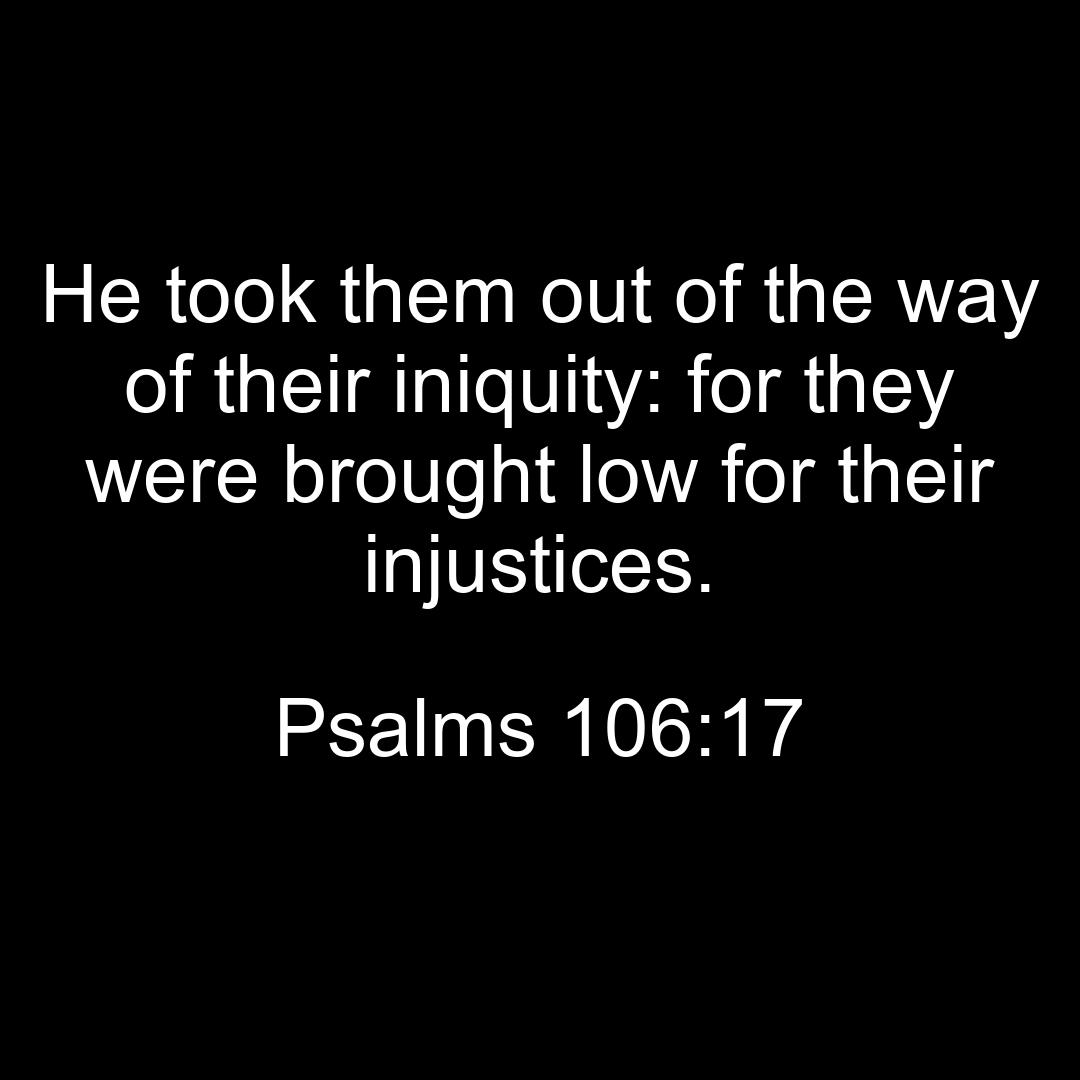 He took them out of the way
of their iniquity: for they
were brought low for their
injustices.
Psalms 106:17